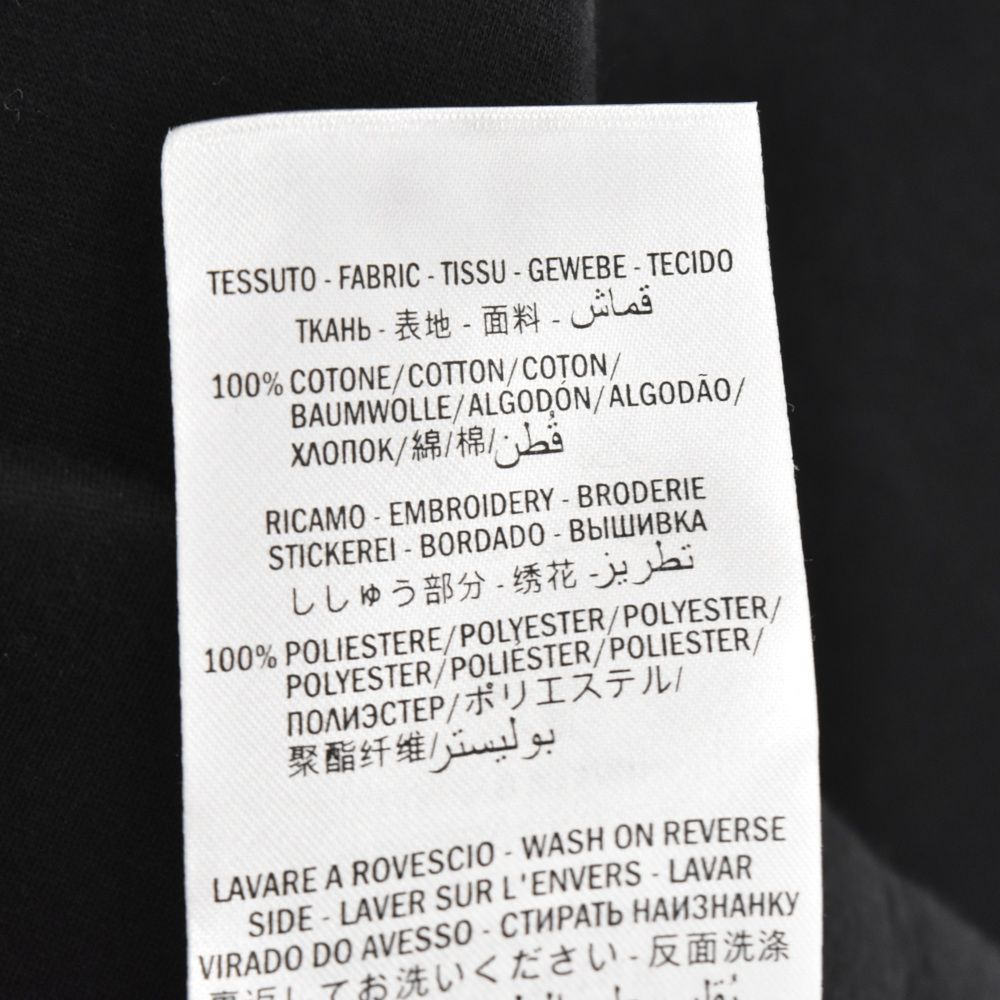 TESSUTO - FABRIC - TISSU - GEWEBE - TECIDO
ТКАНЬ - 表地 - 面料 - قماش
100% COTONE/COTTON/COTON/
BAUMWOLLE/ALGODÓN/ALGODÃO/
ХЛОПОК/綿/棉/قُطن
RICAMO - EMBROIDERY - BRODERIE
STICKEREI - BORDADO - ВЫШИВКА
ししゅう部分 - 绣花 - تطريز
100% POLIESTERE/POLYESTER/POLYESTER/
POLYESTER/POLIÉSTER/POLIESTER/
ПОЛИЭСТЕР/ポリエステル/
聚酯纤维/بوليستر
LAVARE A ROVESCIO - WASH ON REVERSE
SIDE - LAVER SUR L'ENVERS - LAVAR
VIRADO DO AVESSO - СТИРАТЬ НАИЗНАНКУ
裏返してお洗いください - 反面洗涤